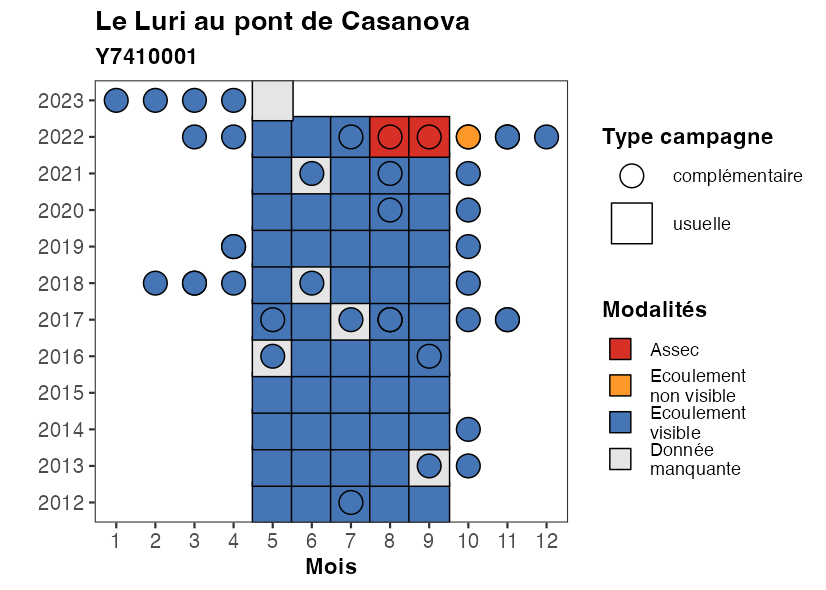 Le Luri au pont de Casanova
Y7410001
2023
2022
2021
2020
2019
2018
2017
2016
2015
2014
2013
2012
1 2 3 4 5 6 7 8 9 10 11 12
Mois
Type campagne
complémentaire
usuelle
Modalités
Assec
Ecoulement
non visible
Ecoulement
visible
Donnée
manquante